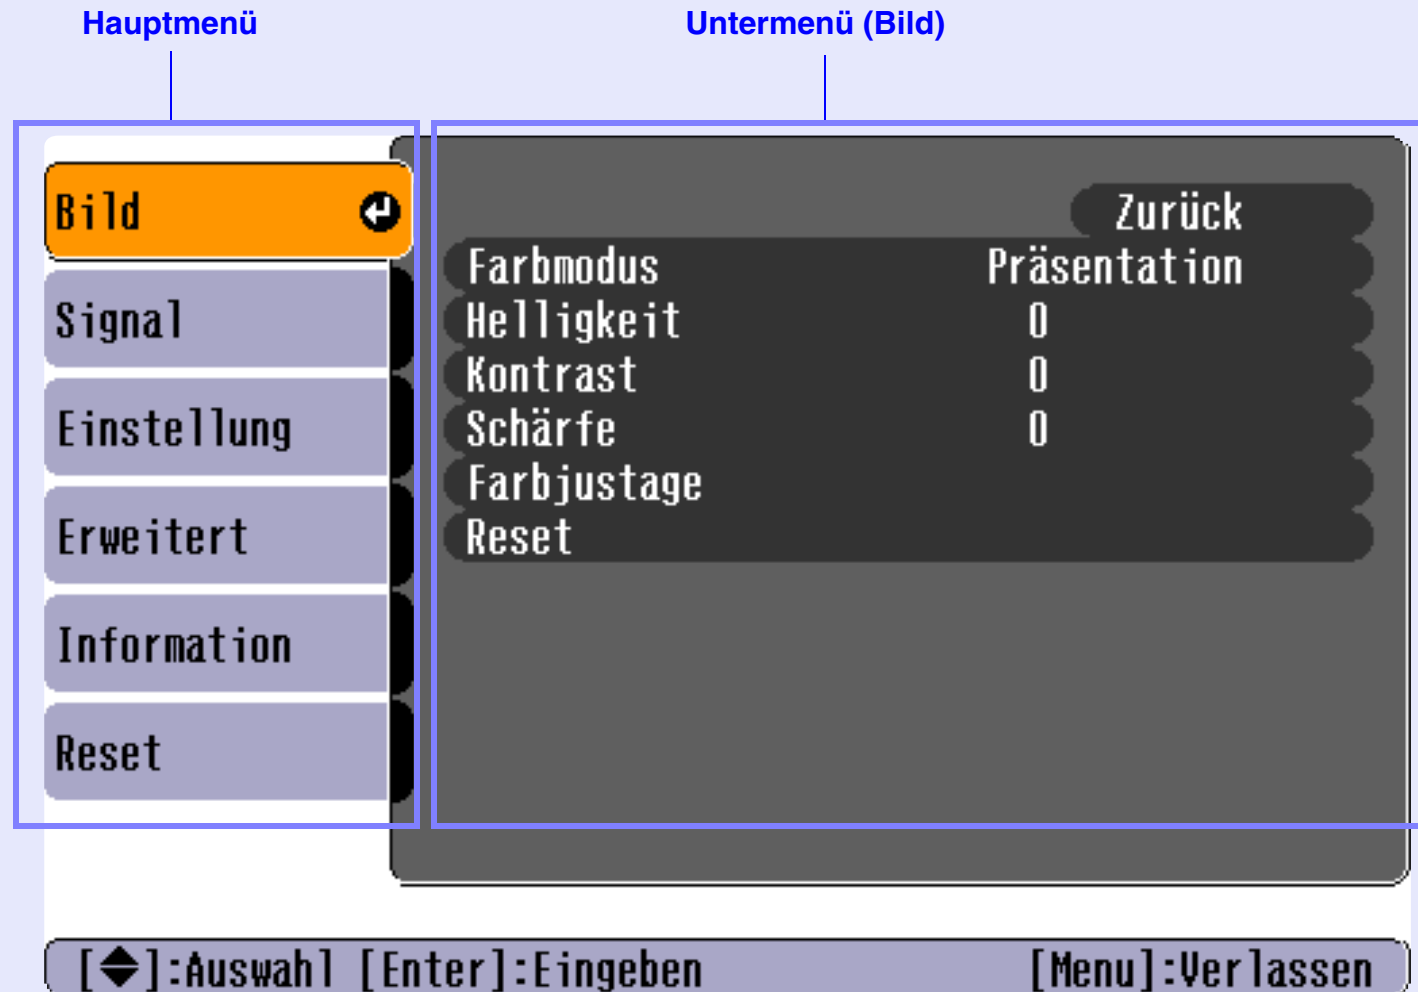 Hauptmenü
Untermenü (Bild)
Bild
Signal
Einstellung
Erweitert
Information
Reset
Zurück
Farbmodus Präsentation
Helligkeit 0
Kontrast 0
Schärfe 0
Farbjustage
Reset
[◆]:Auswahl [Enter]:Eingeben [Menu]:Verlassen